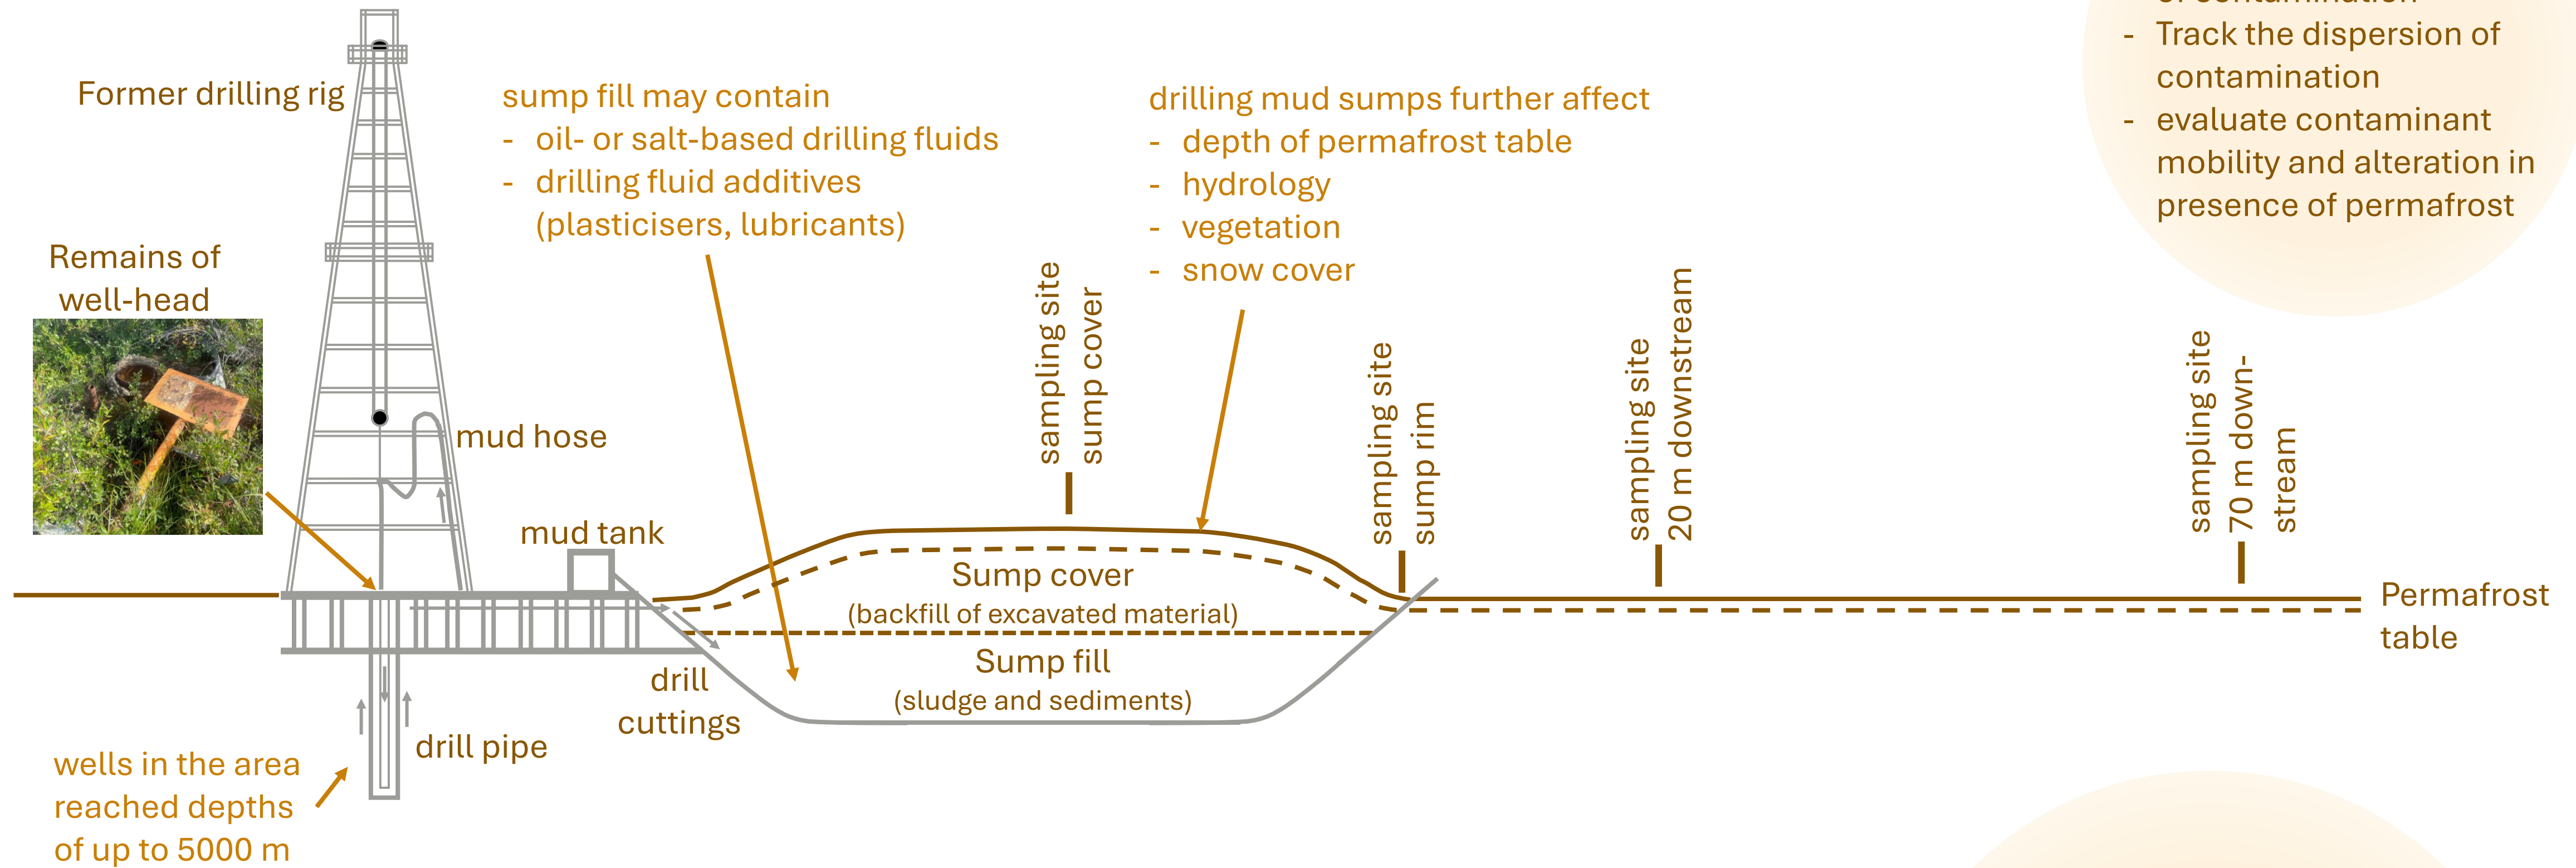 of contamination
- Track the dispersion of
contamination
- evaluate contaminant
mobility and alteration in
presence of permafrost
Former drilling rig
sump fill may contain
- oil- or salt-based drilling fluids
- drilling fluid additives
(plasticisers, lubricants)
drilling mud sumps further affect
- depth of permafrost table
- hydrology
- vegetation
- snow cover
Remains of
well-head
mud hose
mud tank
sampling site
sump cover
sampling site
sump rim
sampling site
20 m downstream
sampling site
70 m down-
stream
Sump cover
(backfill of excavated material)
Sump fill
(sludge and sediments)
Permafrost
table
drill
cuttings
drill pipe
wells in the area
reached depths
of up to 5000 m